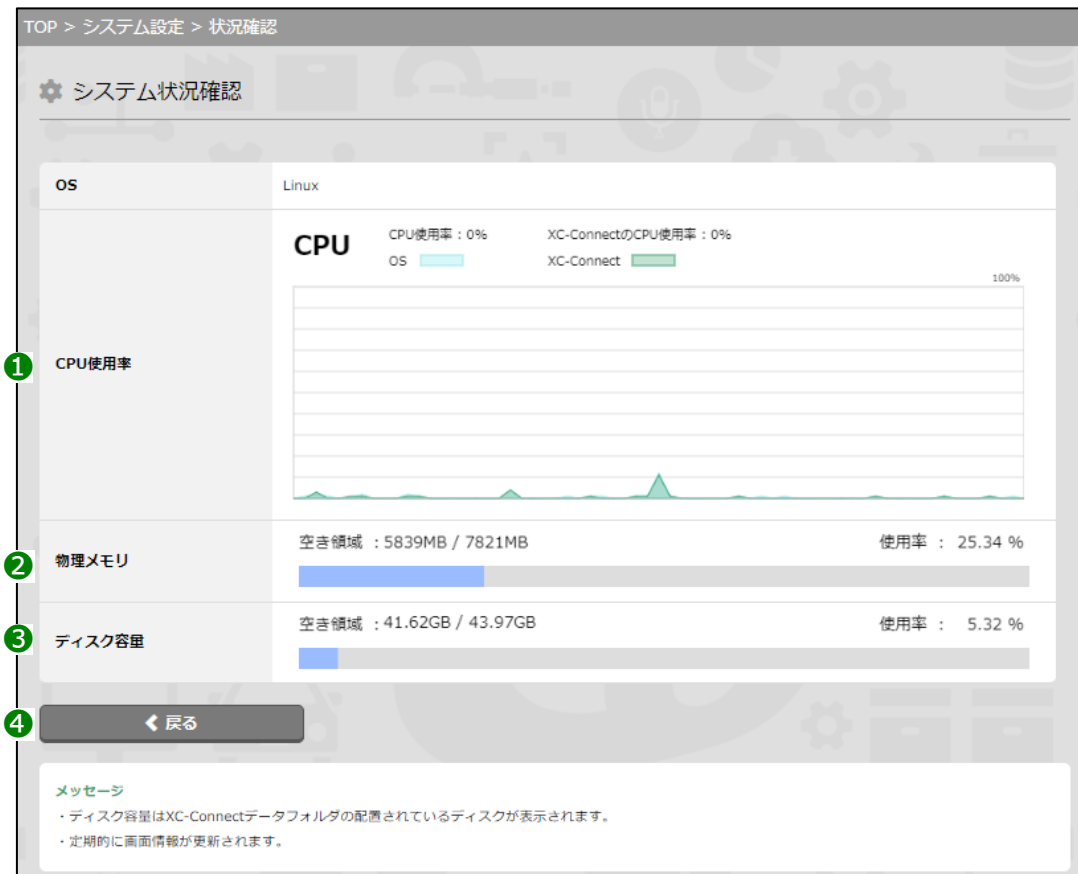 TOP > システム設定 > 状況確認
システム状況確認
OS
Linux
CPU
CPU使用率：0%
XC-ConnectのCPU使用率：0%
OS
XC-Connect
100%
❶
CPU使用率
❷
物理メモリ
空き領域 ：5839MB / 7821MB
使用率 ： 25.34 %
❸
ディスク容量
空き領域 ：41.62GB / 43.97GB
使用率 ： 5.32 %
❹
戻る
メッセージ
・ディスク容量はXC-Connectデータフォルダの配置されているディスクが表示されます。
・定期的に画面情報が更新されます。